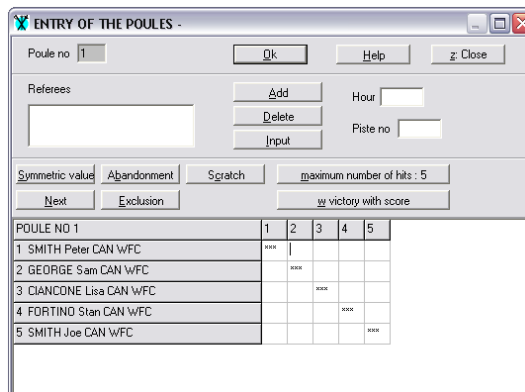 ENTRY OF THE POULES -
Poule no 1 Ok Help z: Close
Referees Add Hour
Delete
Input Piste no
Symmetric value Abandonment Scratch maximum number of hits : 5
Next Exclusion w victory with score
POULE NO 1 1 2 3 4 5
1 SMITH Peter CAN WFC ***
2 GEORGE Sam CAN WFC ***
3 CIANCONE Lisa CAN WFC ***
4 FORTINO Stan CAN WFC ***
5 SMITH Joe CAN WFC ***